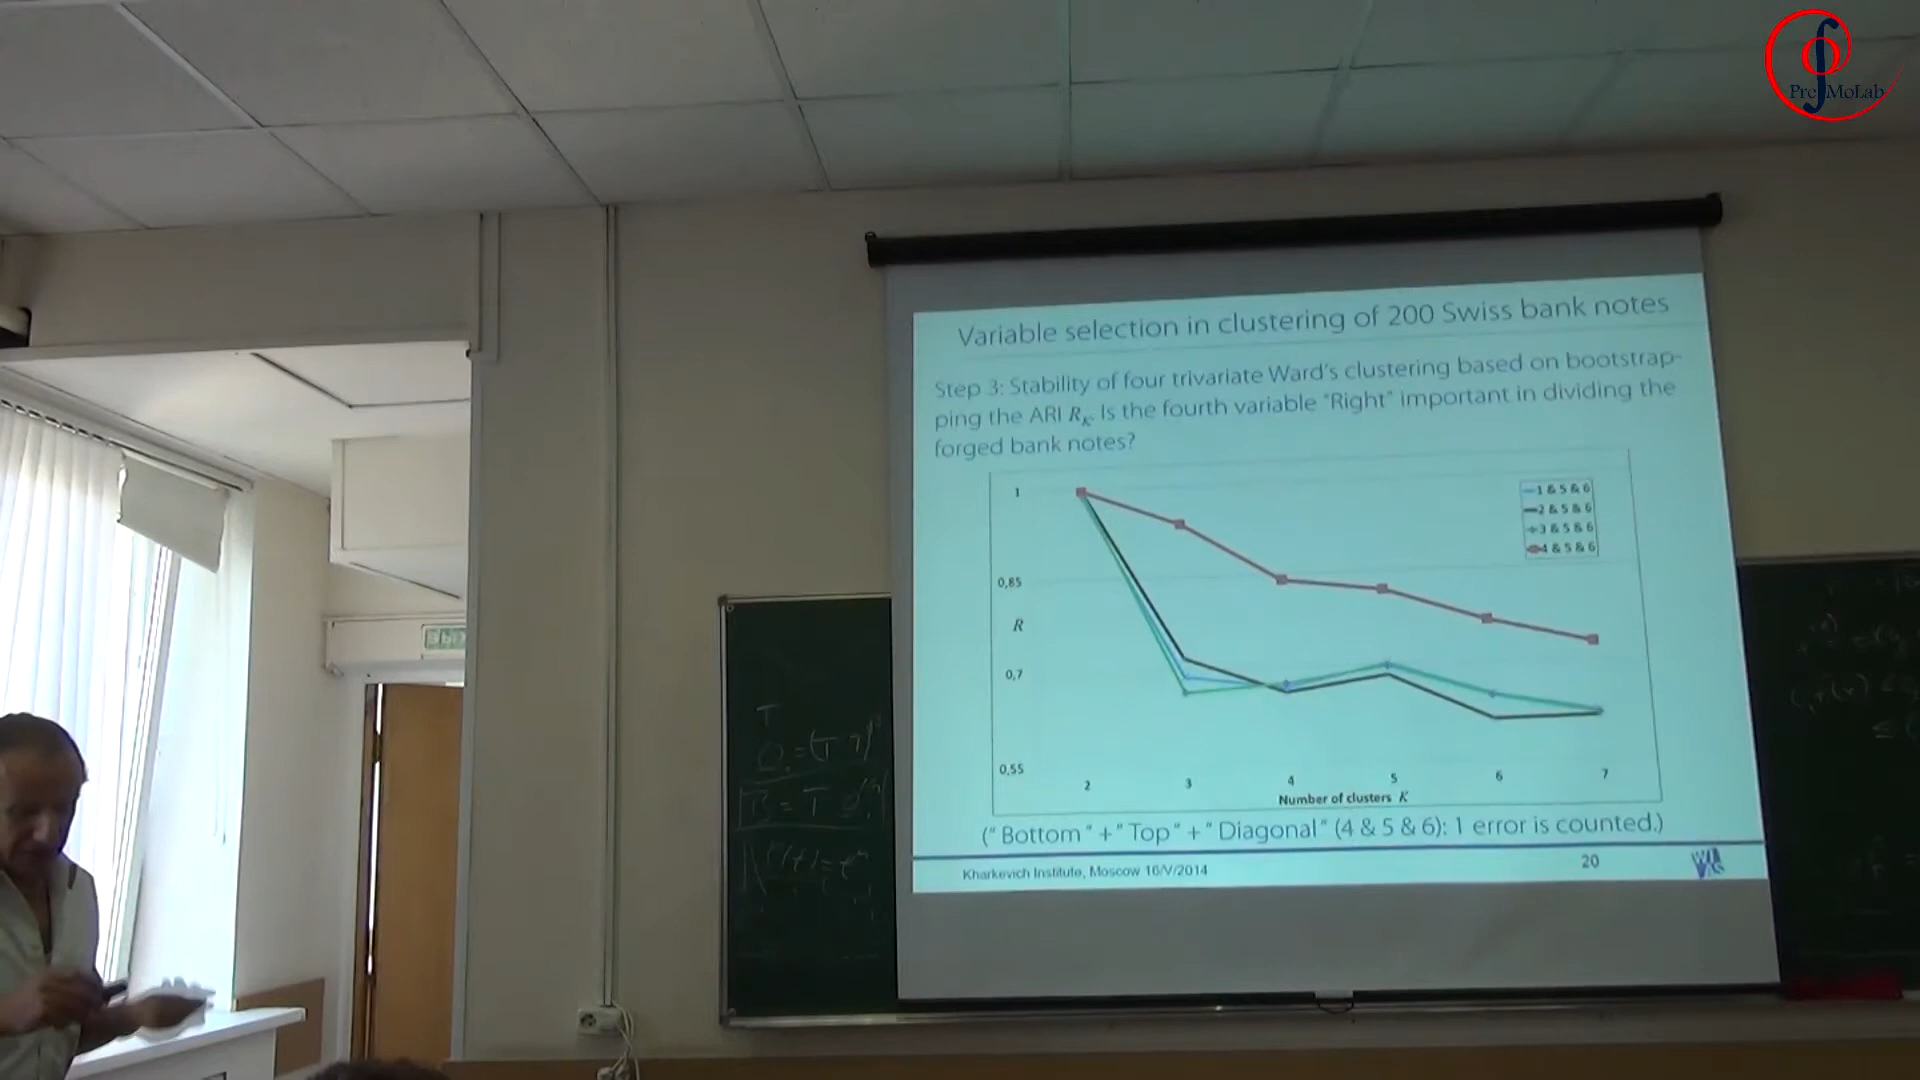 PreMoLab
Variable selection in clustering of 200 Swiss bank notes
Step 3: Stability of four trivariate Ward's clustering based on bootstrap-
ping the ARI R_K. Is the fourth variable "Right" important in dividing the
forged bank notes?
1
0,85
R
0,7
0,55
1 & 5 & 6
2 & 5 & 6
3 & 5 & 6
4 & 5 & 6
2 3 4 5 6 7
Number of clusters K
(" Bottom " + " Top " + " Diagonal " (4 & 5 & 6): 1 error is counted.)
Kharkevich Institute, Moscow 16/V/2014
20
T